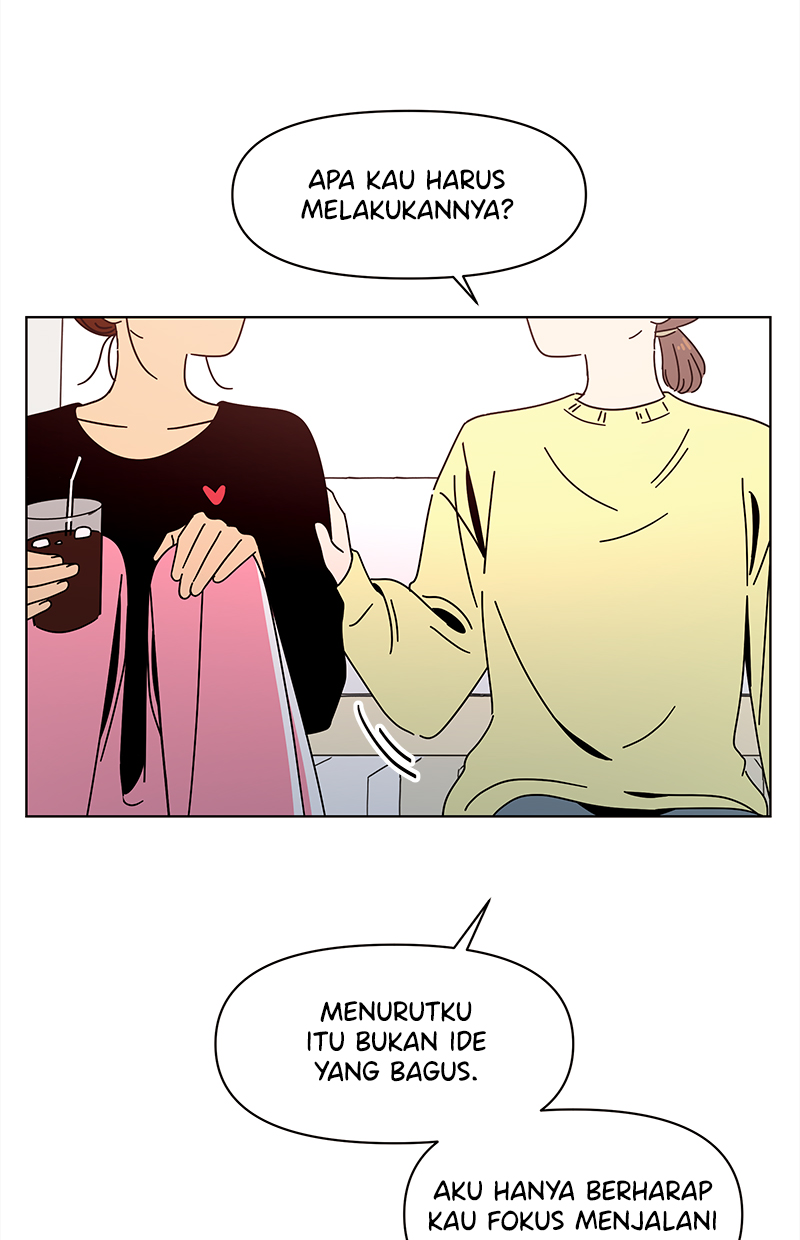 APA KAU HARUS
MELAKUKANNYA?
MENURUTKU
ITU BUKAN IDE
YANG BAGUS.
AKU HANYA BERHARAP
KAU FOKUS MENJALANI